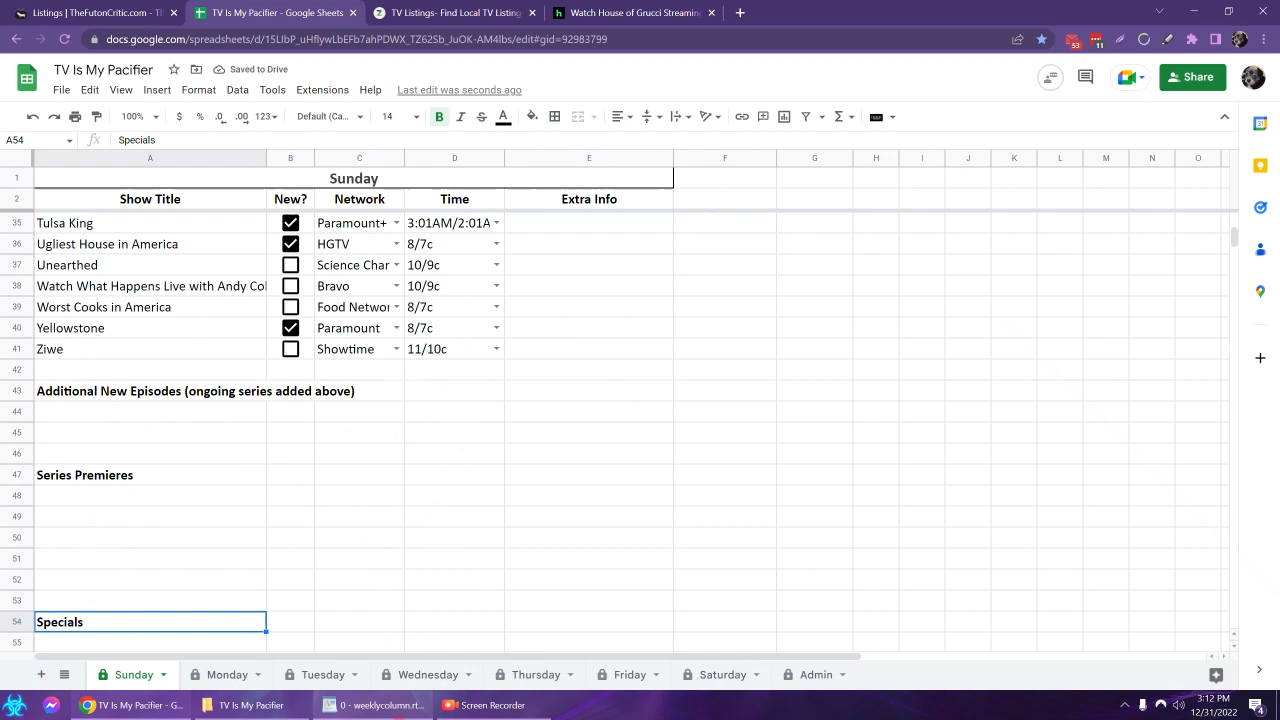 Listings | TheFutonCritic.com - T
TV Is My Pacifier - Google Sheets
TV Listings- Find Local TV Listing
Watch House of Grucci Streamin
docs.google.com/spreadsheets/d/15LIbP_uHflywLbEFb7ahPDWX_TZ62Sb_JuOK-AM4lbs/edit#gid=92983799
53
11
TV Is My Pacifier
Saved to Drive
File Edit View Insert Format Data Tools Extensions Help Last edit was seconds ago
Share
100% $ % .0 .00 123 Default (Ca... 14 B I S A
A54 fx Specials
A B C D E F G H I J K L M N O
1 Sunday
2 Show Title New? Network Time Extra Info
35 Tulsa King Paramount+ 3:01AM/2:01A
36 Ugliest House in America HGTV 8/7c
37 Unearthed Science Char 10/9c
38 Watch What Happens Live with Andy Col Bravo 10/9c
39 Worst Cooks in America Food Networ 8/7c
40 Yellowstone Paramount 8/7c
41 Ziwe Showtime 11/10c
42
43 Additional New Episodes (ongoing series added above)
44
45
46
47 Series Premieres
48
49
50
51
52
53
54 Specials
55
Sunday Monday Tuesday Wednesday Thursday Friday Saturday Admin
TV Is My Pacifier - G...
TV Is My Pacifier
0 - weeklycolumn.rt...
Screen Recorder
3:12 PM
12/31/2022
4